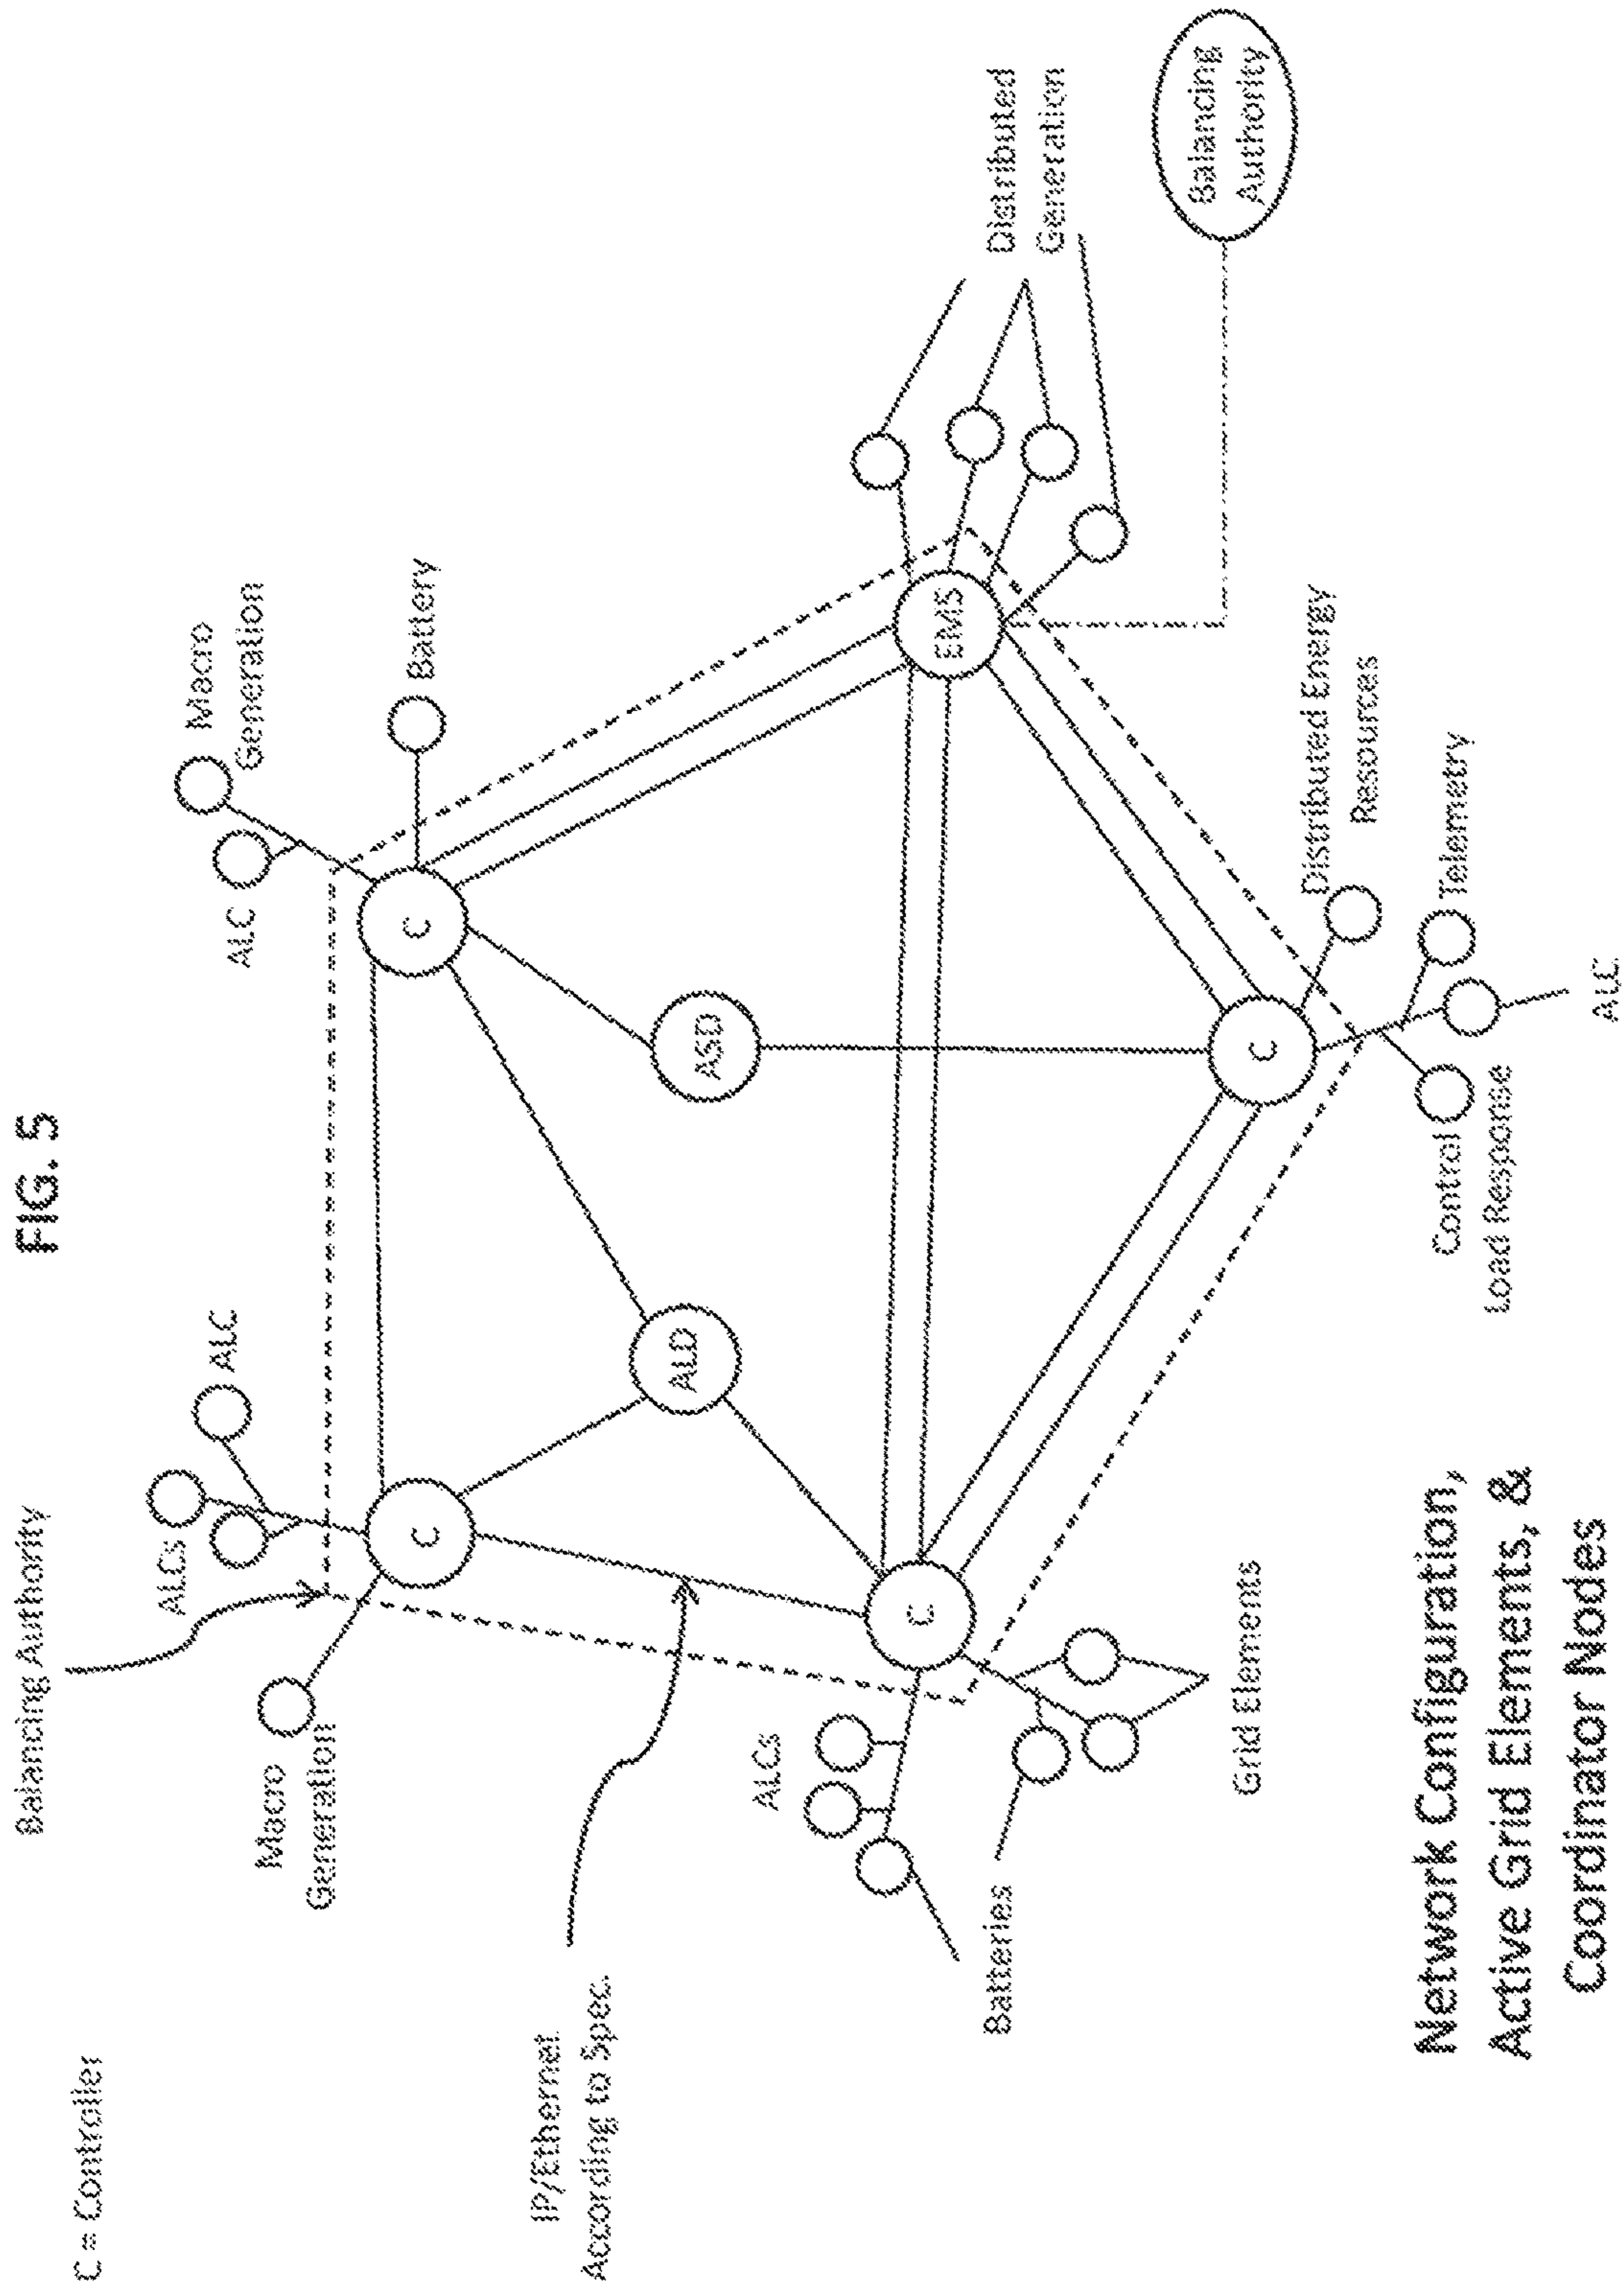 FIG. 5
C = Controller
Balancing Authority
ALCs
ALC
Macro
Generation
C
IP/Ethernet
According to Spec.
ALC
Macro
Generation
Battery
C
ALD
ASD
ALCs
Batteries
C
Grid Elements
EMS
Distributed
Generation
Balancing
Authority
C
Distributed Energy
Resources
Telemetry
Control
Load Response
ALC
Network Configuration,
Active Grid Elements, &
Coordinator Nodes